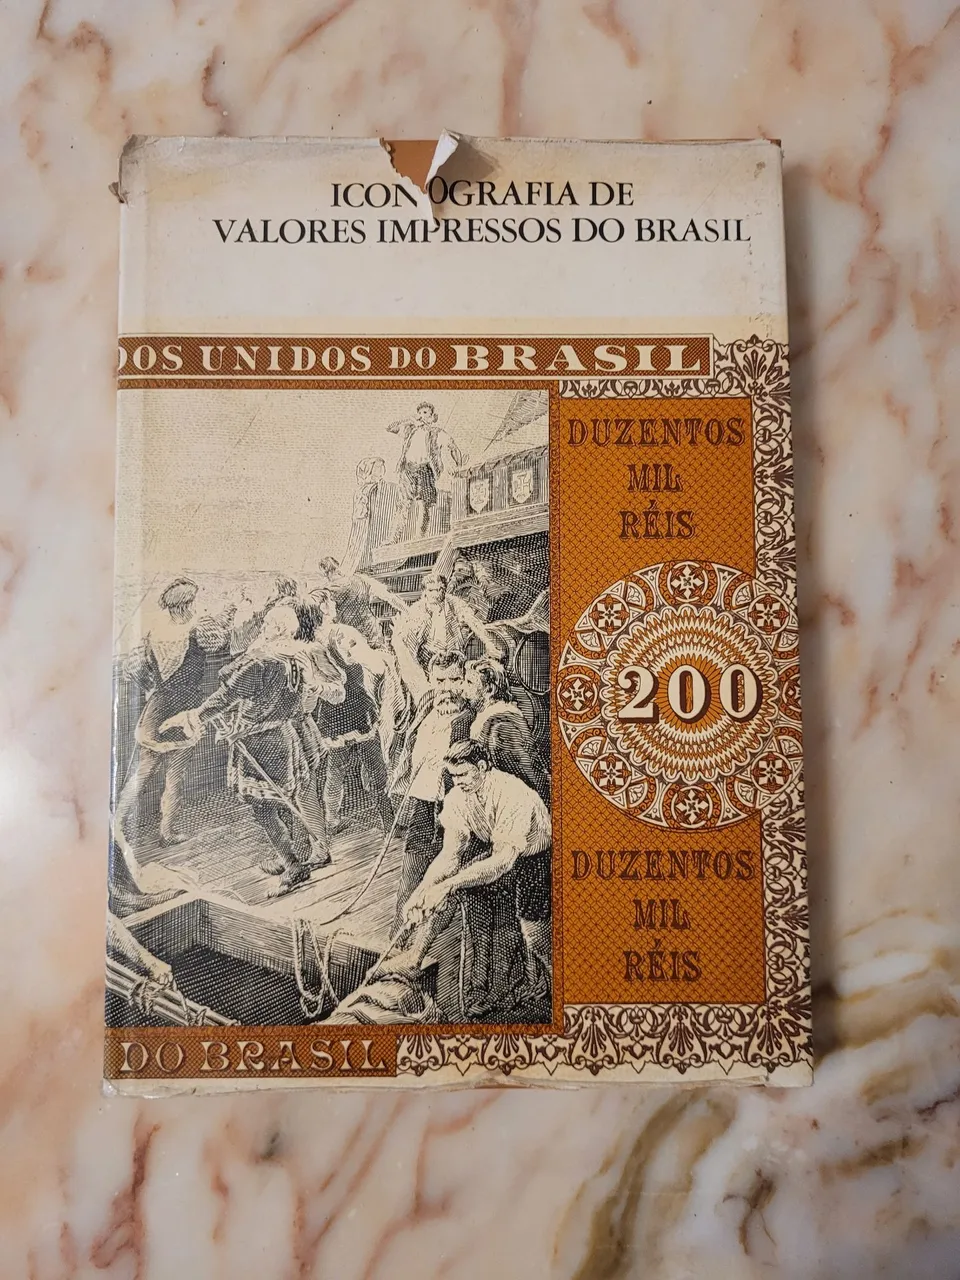 ICONOGRAFIA DE
VALORES IMPRESSOS DO BRASIL
DOS UNIDOS DO BRASIL
DUZENTOS
MIL
RÉIS
200
DUZENTOS
MIL
RÉIS
DO BRASIL